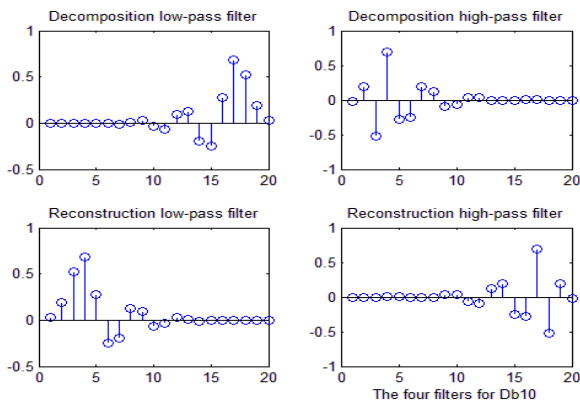 Decomposition low-pass filter
1
0.5
0
-0.5
0 5 10 15 20
Decomposition high-pass filter
1
0.5
0
-0.5
-1
0 5 10 15 20
Reconstruction low-pass filter
1
0.5
0
-0.5
0 5 10 15 20
Reconstruction high-pass filter
1
0.5
0
-0.5
-1
0 5 10 15 20
The four filters for Db10